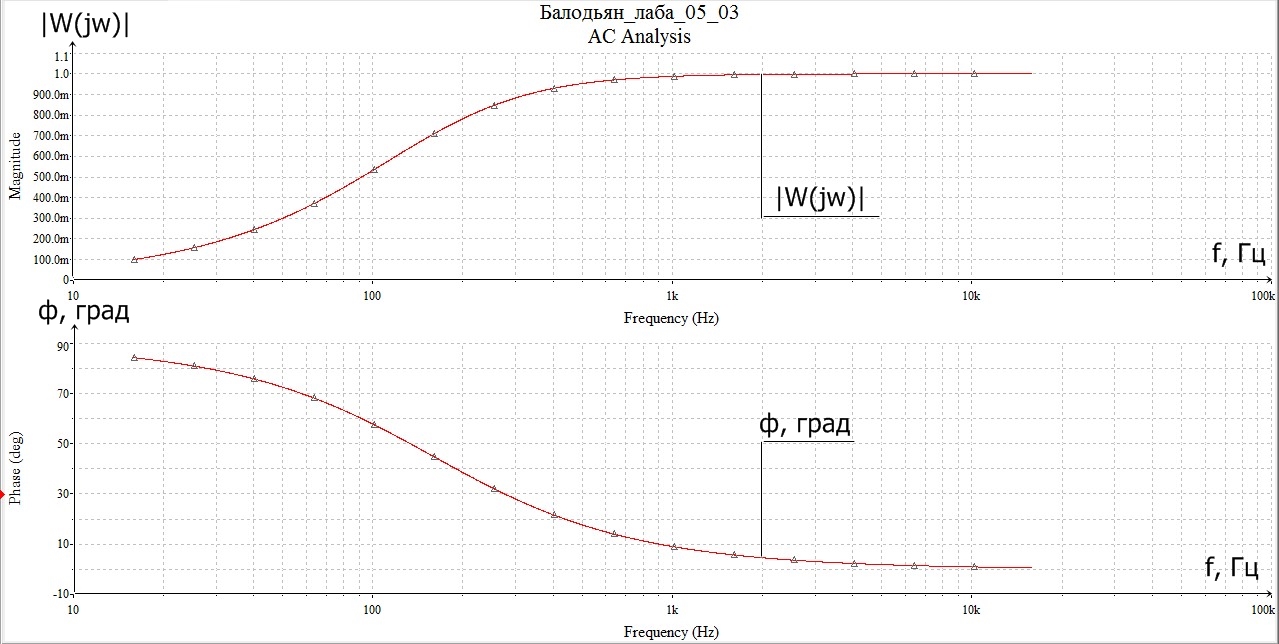 |W(jw)|
Балодьян_лаба_05_03
AC Analysis
Magnitude
1.1
1.0
900.0m
800.0m
700.0m
600.0m
500.0m
400.0m
300.0m
200.0m
100.0m
0
|W(jw)|
f, Гц
10 100 1k 10k 100k
Frequency (Hz)
ф, град
Phase (deg)
90
70
50
30
10
-10
ф, град
f, Гц
10 100 1k 10k 100k
Frequency (Hz)